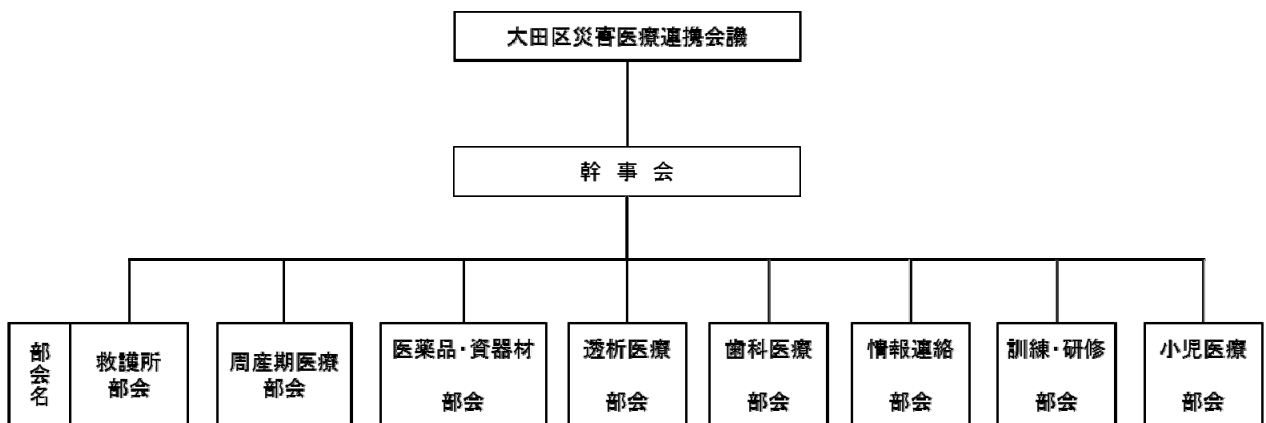 大田区災害医療連携会議
幹事会
部会名
救護所
部会
周産期医療
部会
医薬品・資器材
部会
透析医療
部会
歯科医療
部会
情報連絡
部会
訓練・研修
部会
小児医療
部会